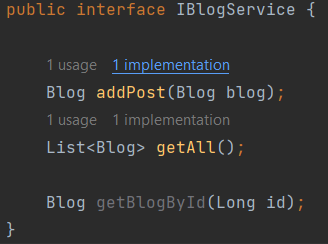 public interface IBlogService {
1 usage 1 implementation
Blog addPost(Blog blog);
1 usage 1 implementation
List<Blog> getAll();
Blog getBlogById(Long id);
}